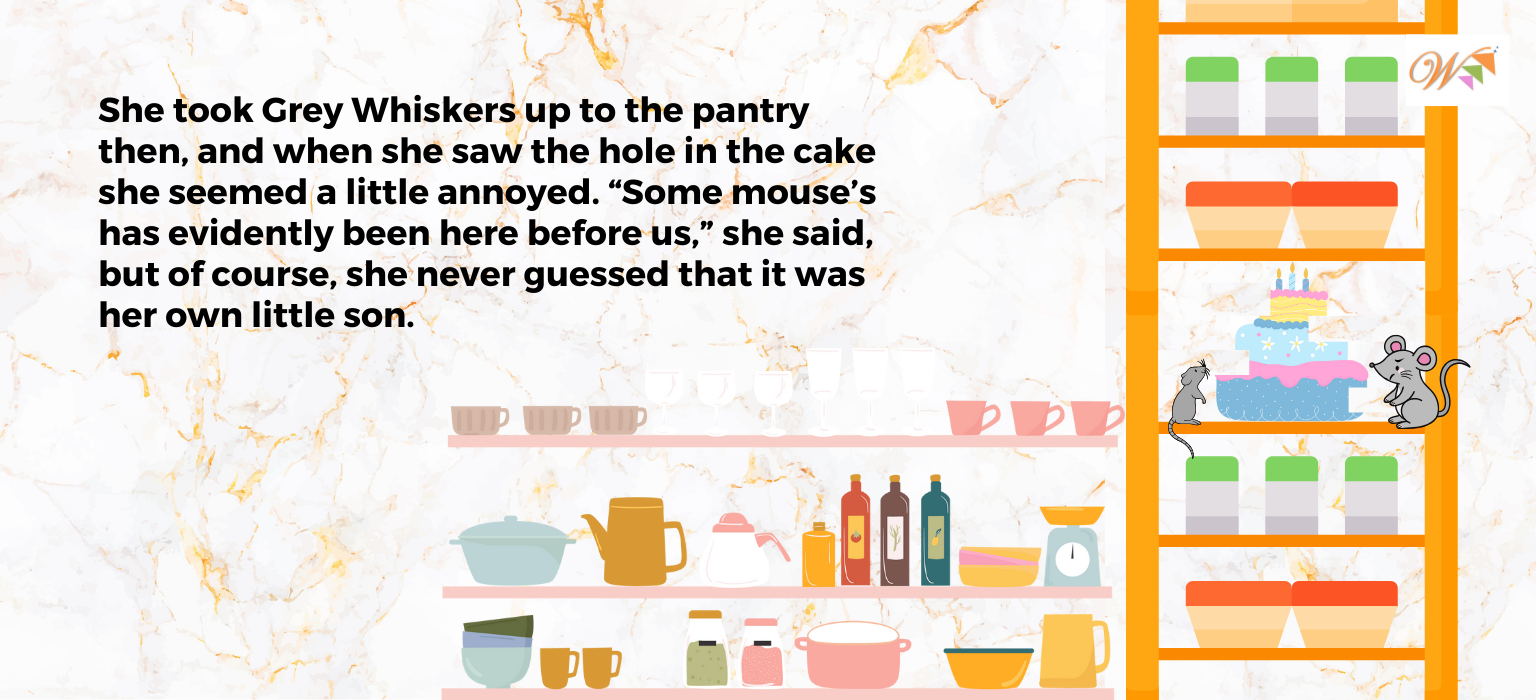 She took Grey Whiskers up to the pantry
then, and when she saw the hole in the cake
she seemed a little annoyed. “Some mouse’s
has evidently been here before us,” she said,
but of course, she never guessed that it was
her own little son.
W